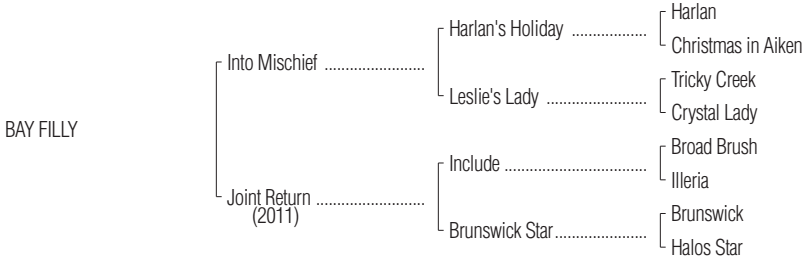 Harlan
Harlan's Holiday ..................
Christmas in Aiken
Into Mischief ........................
Tricky Creek
Leslie's Lady ........................
Crystal Lady
BAY FILLY
Broad Brush
Include ..................................
Illeria
Joint Return ..........................
(2011)
Brunswick
Brunswick Star......................
Halos Star